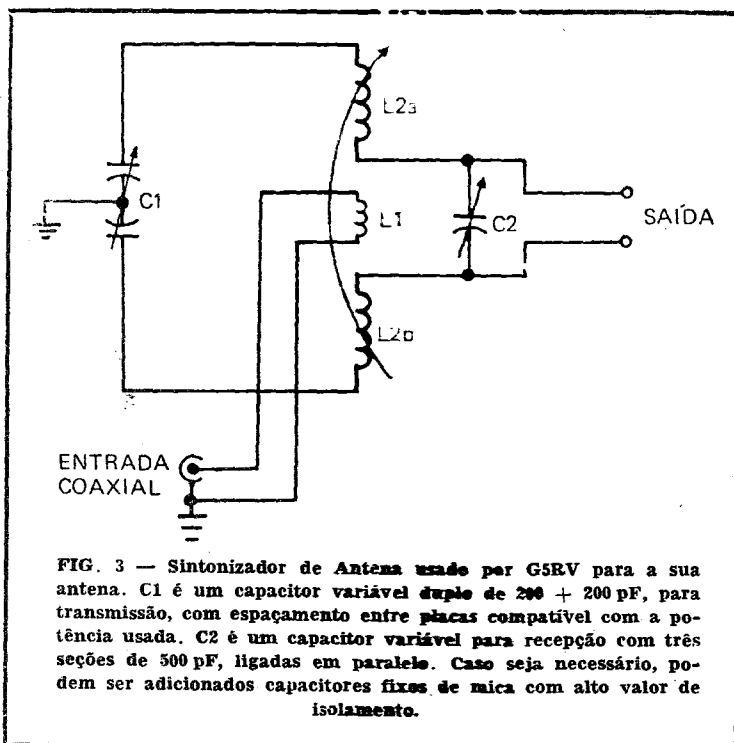 L2a
C1
L1
C2
SAÍDA
L2b
ENTRADA
COAXIAL
FIG. 3 — Sintonizador de Antena usado por G5RV para a sua
antena. C1 é um capacitor variável duplo de 200 + 200 pF, para
transmissão, com espaçamento entre placas compatível com a po-
tência usada. C2 é um capacitor variável para recepção com três
seções de 500 pF, ligadas em paralelo. Caso seja necessário, po-
dem ser adicionados capacitores fixos de mica com alto valor de
isolamento.